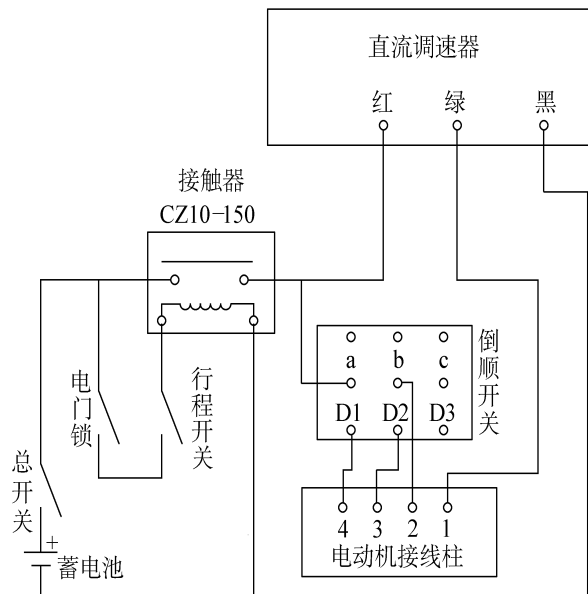 直流调速器
红 绿 黑
接触器
CZ10-150
a b c
倒顺开关
D1 D2 D3
电门锁
行程开关
总开关
4 3 2 1
电动机接线柱
+
蓄电池